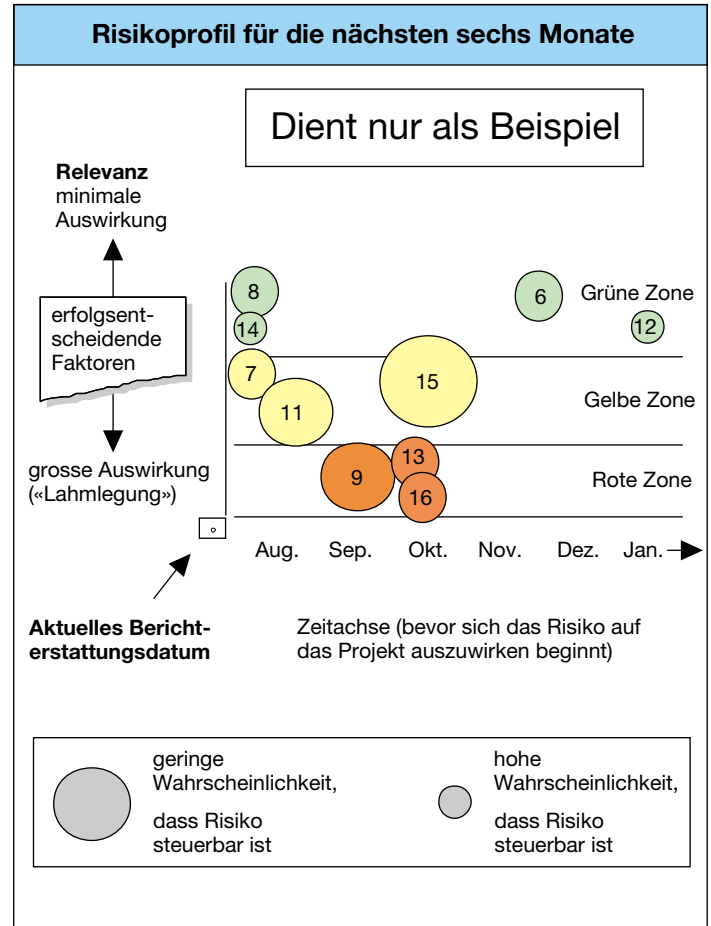 Risikoprofil für die nächsten sechs Monate
Dient nur als Beispiel
Relevanz
minimale
Auswirkung
erfolgsent-
scheidende
Faktoren
grosse Auswirkung
(«Lahmlegung»)
8
14
7
11
15
9
13
16
6
12
Grüne Zone
Gelbe Zone
Rote Zone
Aug. Sep. Okt. Nov. Dez. Jan.
Aktuelles Bericht-
erstattungsdatum
Zeitachse (bevor sich das Risiko auf
das Projekt auszuwirken beginnt)
geringe
Wahrscheinlichkeit,
dass Risiko
steuerbar ist
hohe
Wahrscheinlichkeit,
dass Risiko
steuerbar ist